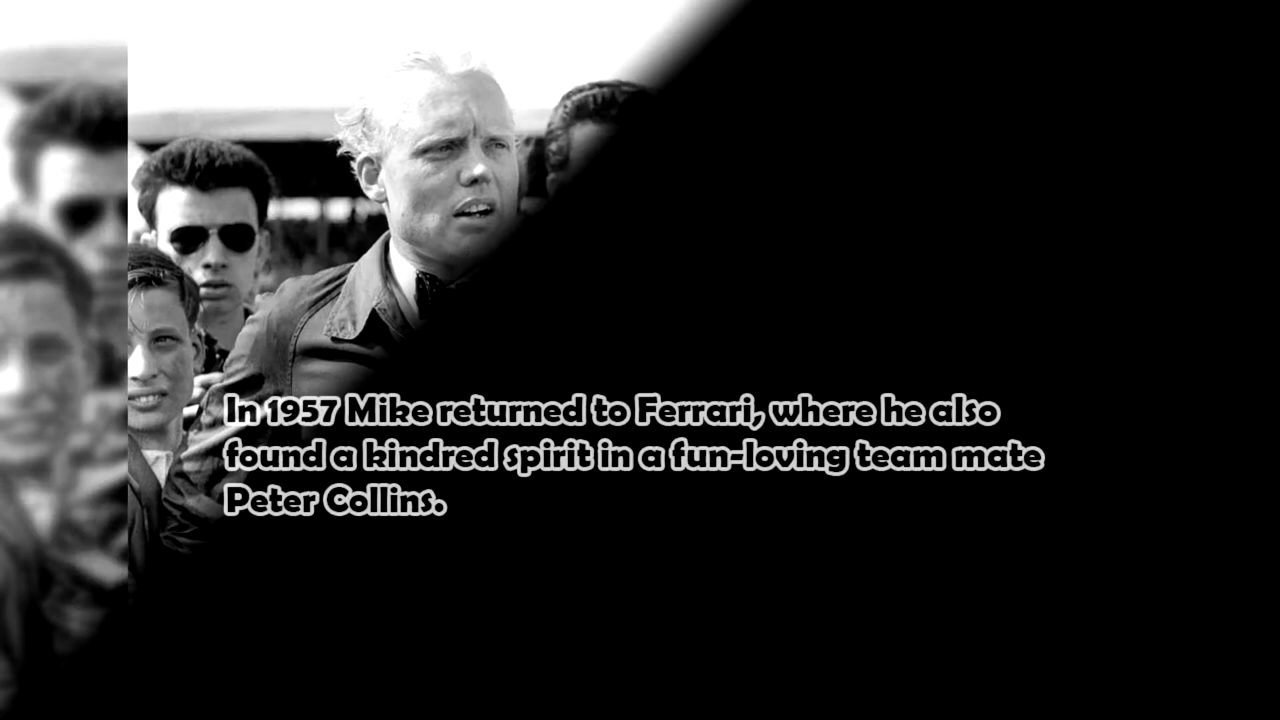 In 1957 Mike returned to Ferrari, where he also
found a kindred spirit in a fun-loving team mate
Peter Collins.